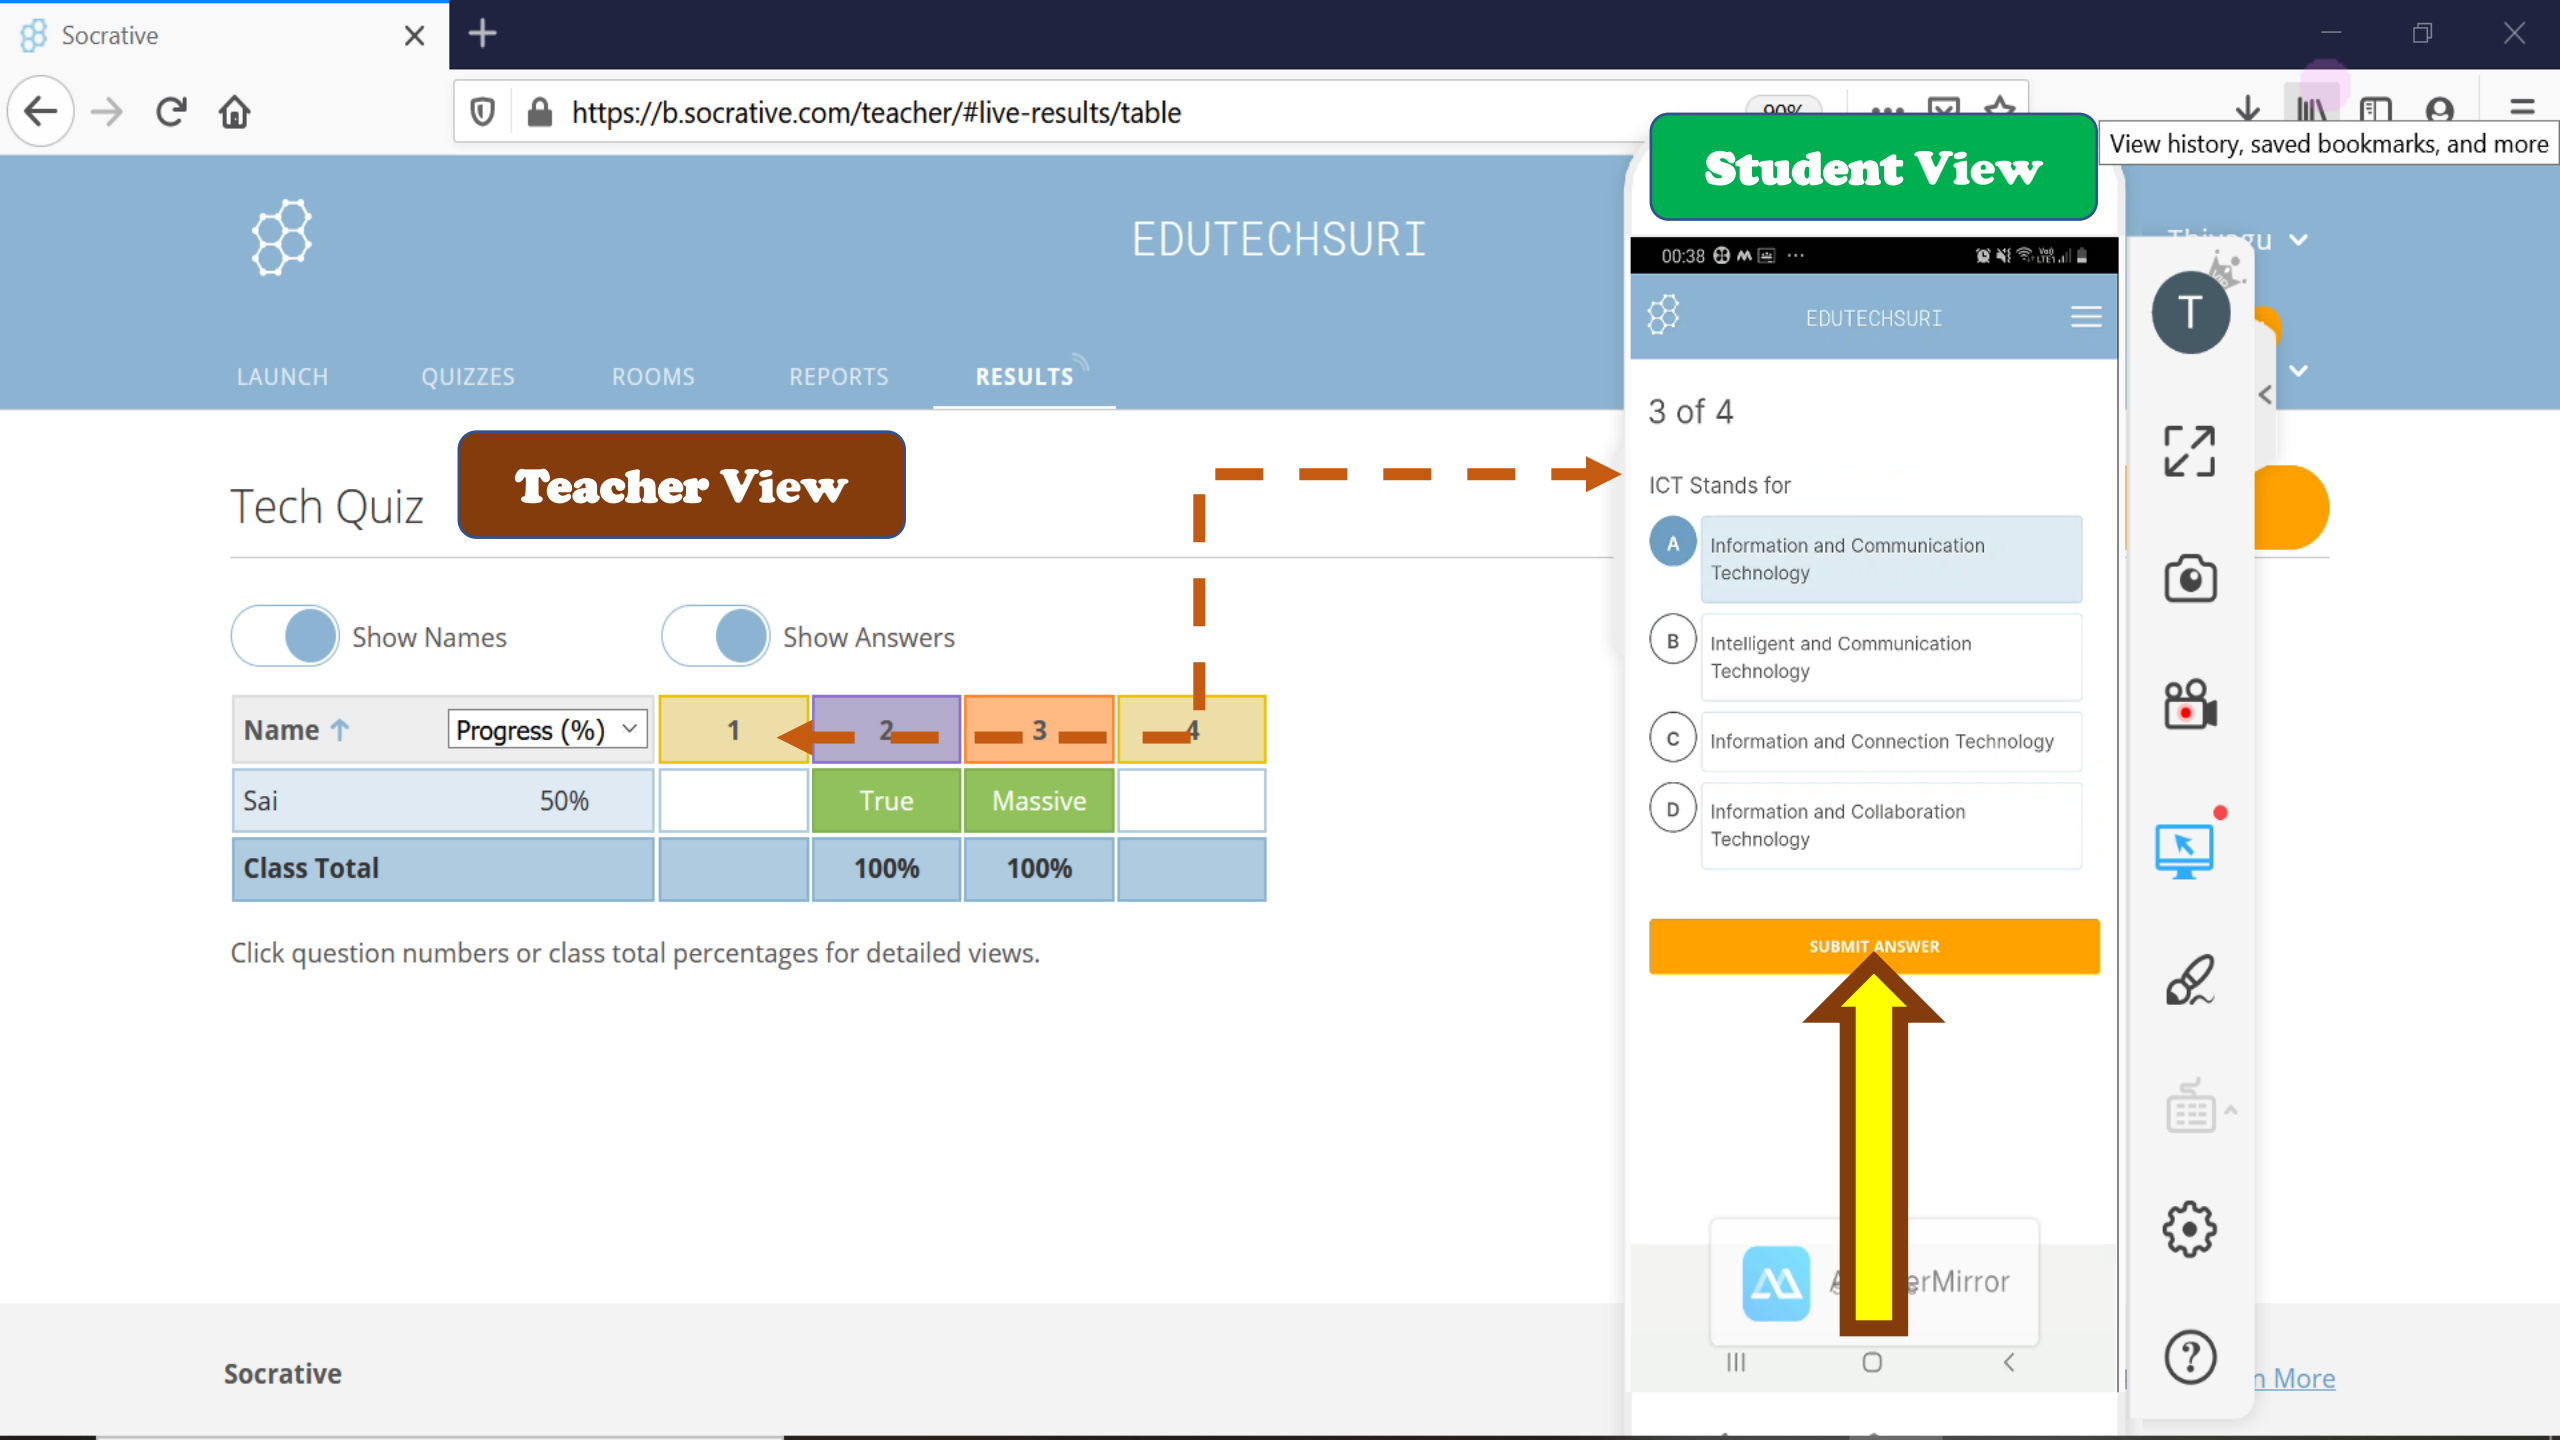 Socrative
https://b.socrative.com/teacher/#live-results/table
90%
View history, saved bookmarks, and more
EDUTECHSURI
LAUNCH
QUIZZES
ROOMS
REPORTS
RESULTS
Tech Quiz
Teacher View
Show Names
Show Answers
Name
Progress (%)
1
2
3
4
Sai
50%
True
Massive
Class Total
100%
100%
Click question numbers or class total percentages for detailed views.
Socrative
Student View
00:38
EDUTECHSURI
3 of 4
ICT Stands for
A
Information and Communication
Technology
B
Intelligent and Communication
Technology
C
Information and Connection Technology
D
Information and Collaboration
Technology
SUBMIT ANSWER
T
More